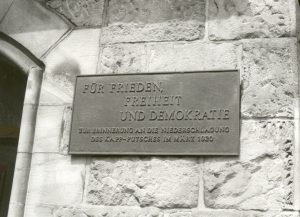 FÜR FRIEDEN,
FREIHEIT
UND DEMOKRATIE
ZUR ERINNERUNG AN DIE NIEDERSCHLAGUNG
DES KAPP-PUTSCHES IM MÄRZ 1920